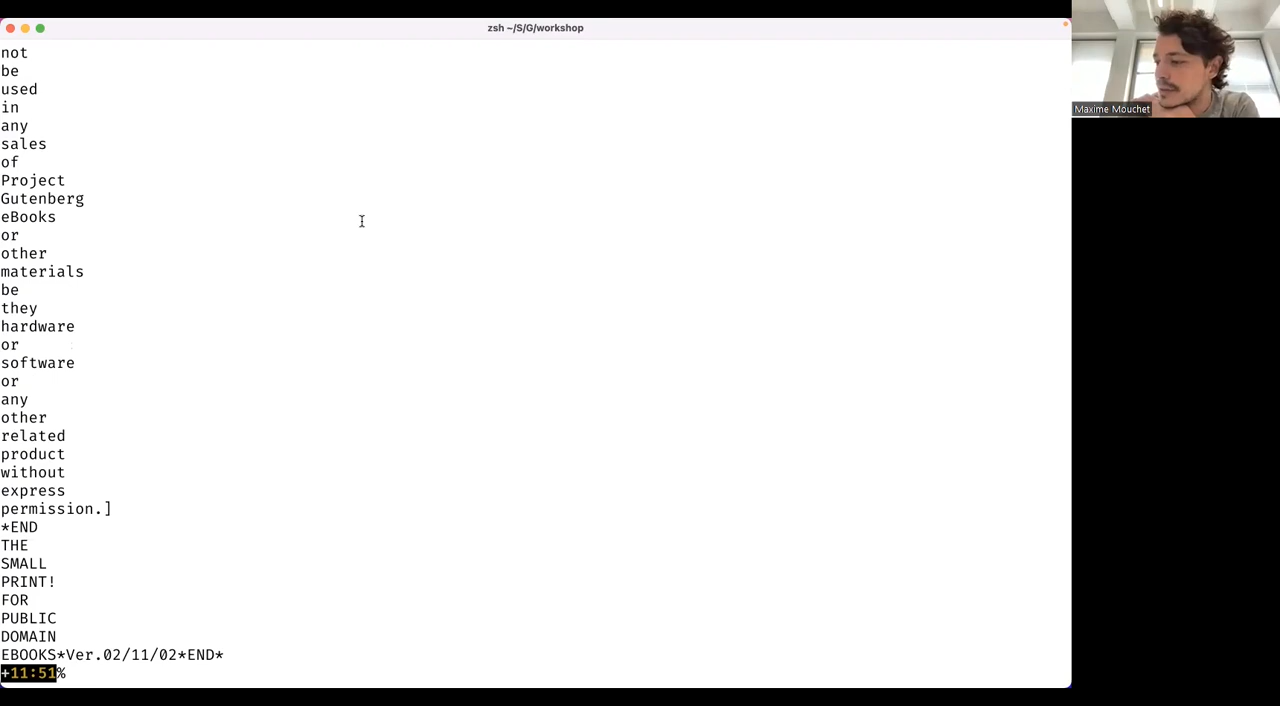 zsh ~/S/G/workshop
not
be
used
in
any
sales
of
Project
Gutenberg
eBooks
or
other
materials
be
they
hardware
or
software
or
any
other
related
product
without
express
permission.]
*END
THE
SMALL
PRINT!
FOR
PUBLIC
DOMAIN
EBOOKS*Ver.02/11/02*END*
+11:51%
Maxime Mouchet